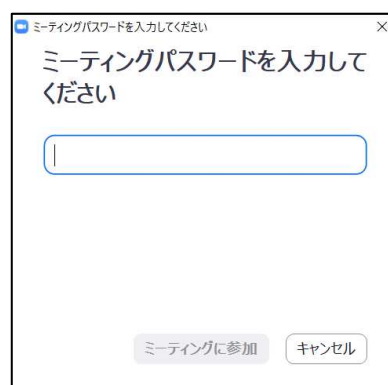 ミーティングパスワードを入力してください
ミーティングパスワードを入力して
ください
ミーティングに参加
キャンセル